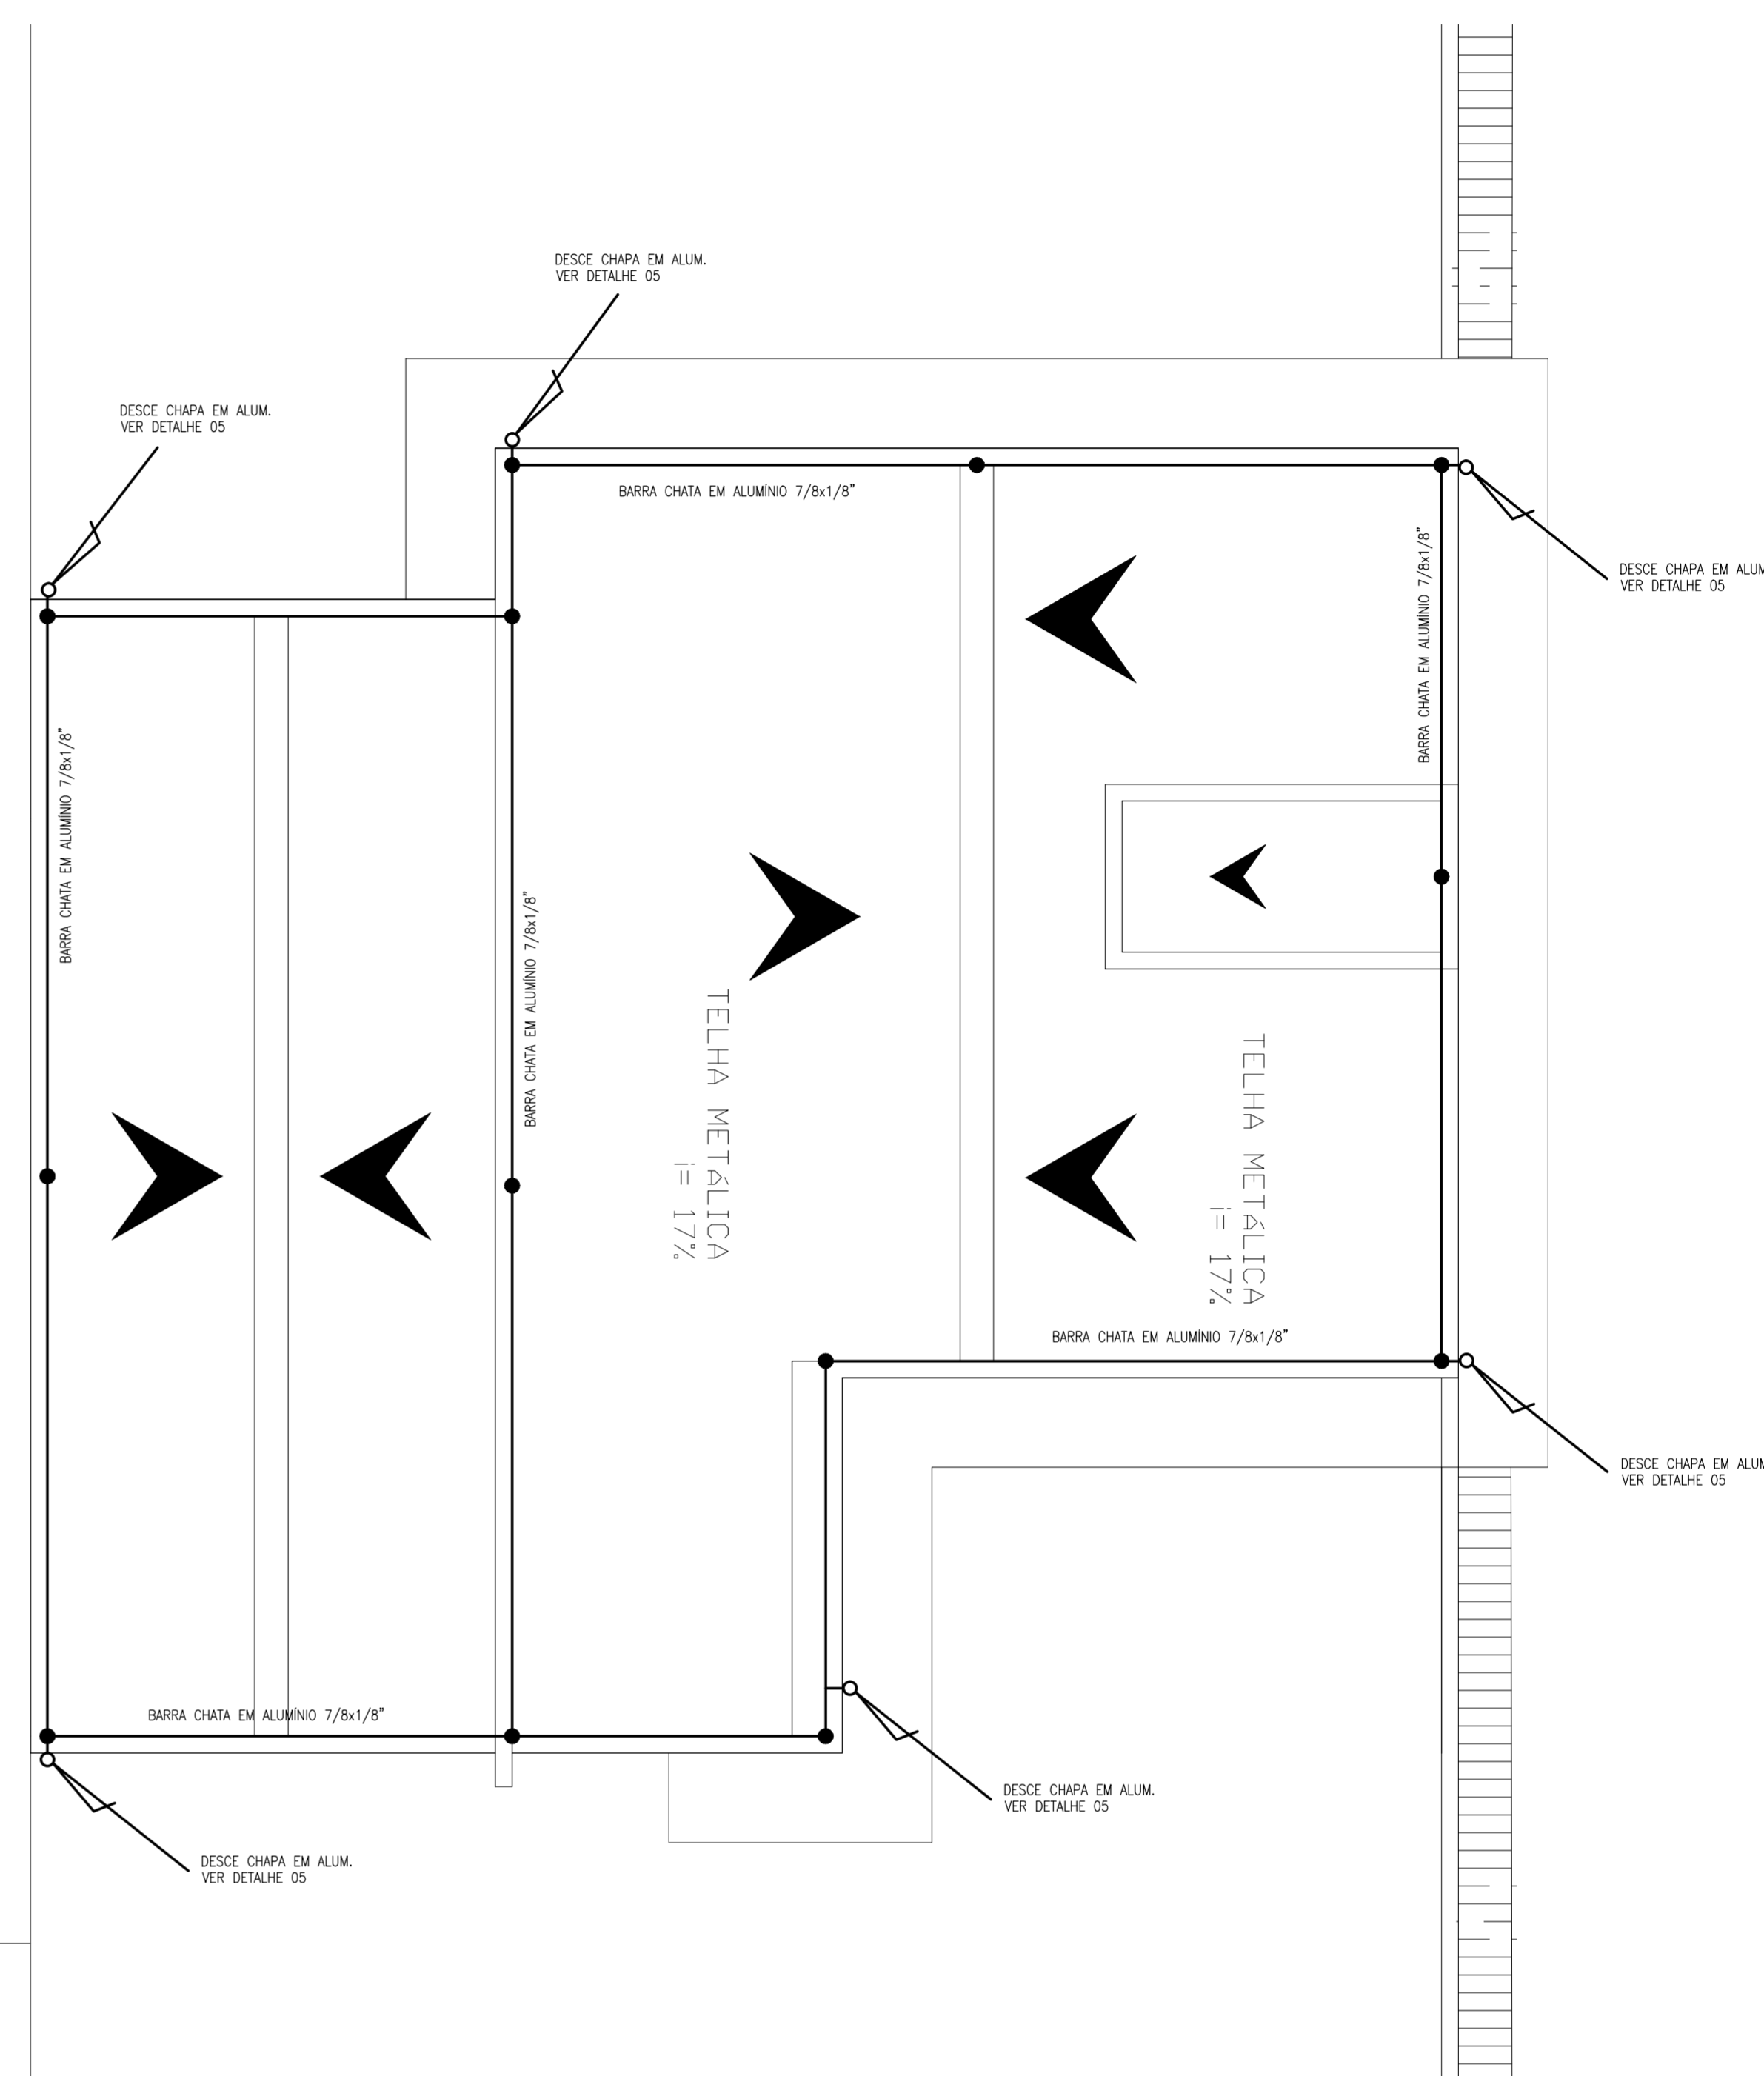 DESCE CHAPA EM ALUM.
VER DETALHE 05
DESCE CHAPA EM ALUM.
VER DETALHE 05
BARRA CHATA EM ALUMÍNIO 7/8x1/8"
BARRA CHATA EM ALUMÍNIO 7/8x1/8"
DESCE CHAPA EM ALUM
VER DETALHE 05
BARRA CHATA EM ALUMÍNIO 7/8x1/8"
BARRA CHATA EM ALUMÍNIO 7/8x1/8"
TELHA METÁLICA
i= 17%
TELHA METÁLICA
i= 17%
BARRA CHATA EM ALUMÍNIO 7/8x1/8"
DESCE CHAPA EM ALUM
VER DETALHE 05
BARRA CHATA EM ALUMÍNIO 7/8x1/8"
DESCE CHAPA EM ALUM.
VER DETALHE 05
DESCE CHAPA EM ALUM.
VER DETALHE 05